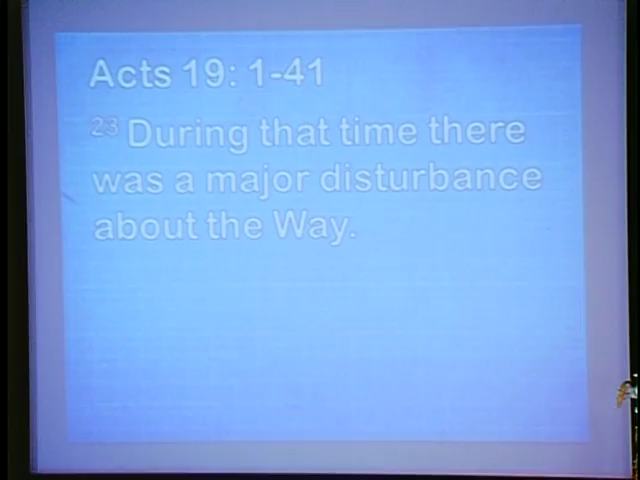 Acts 19: 1-41
23 During that time there
was a major disturbance
about the Way.